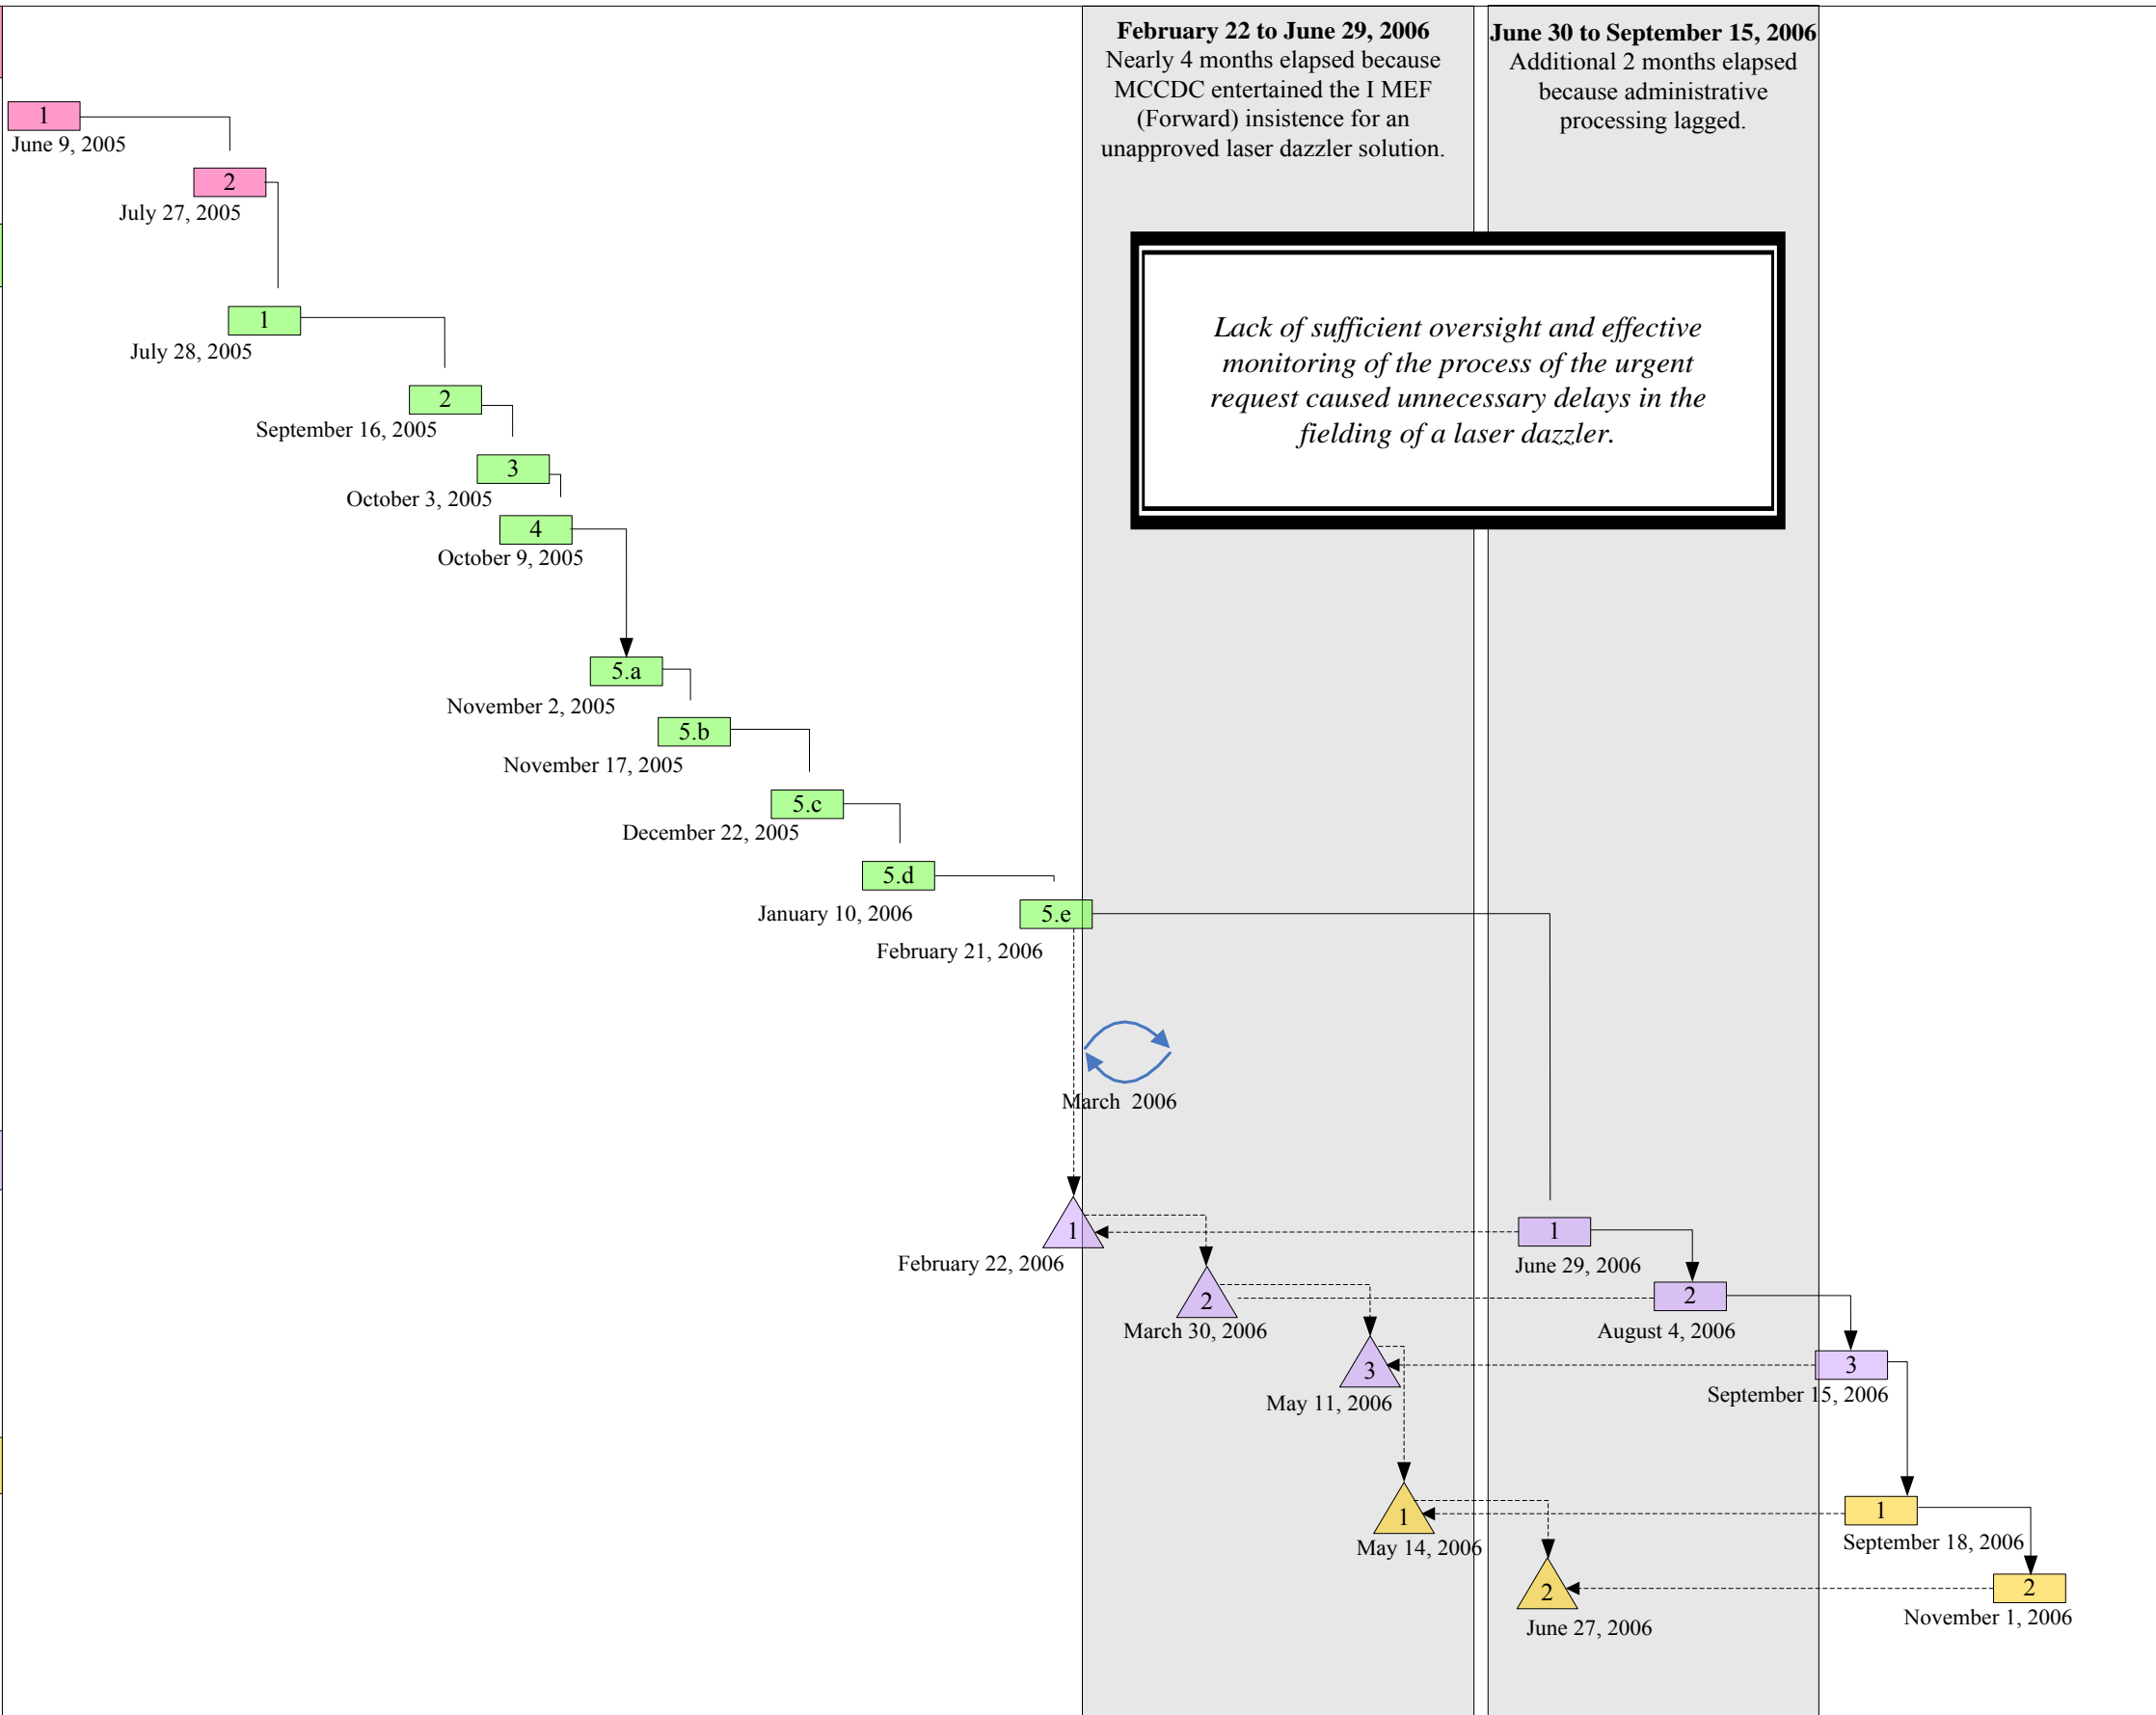 February 22 to June 29, 2006
Nearly 4 months elapsed because
MCCDC entertained the I MEF
(Forward) insistence for an
unapproved laser dazzler solution.
June 30 to September 15, 2006
Additional 2 months elapsed
because administrative
processing lagged.
1
June 9, 2005
2
July 27, 2005
Lack of sufficient oversight and effective
monitoring of the process of the urgent
request caused unnecessary delays in the
fielding of a laser dazzler.
1
July 28, 2005
2
September 16, 2005
3
October 3, 2005
4
October 9, 2005
5.a
November 2, 2005
5.b
November 17, 2005
5.c
December 22, 2005
5.d
January 10, 2006
5.e
February 21, 2006
March 2006
1
February 22, 2006
1
June 29, 2006
2
March 30, 2006
2
August 4, 2006
3
May 11, 2006
3
September 15, 2006
1
May 14, 2006
1
September 18, 2006
2
June 27, 2006
2
November 1, 2006